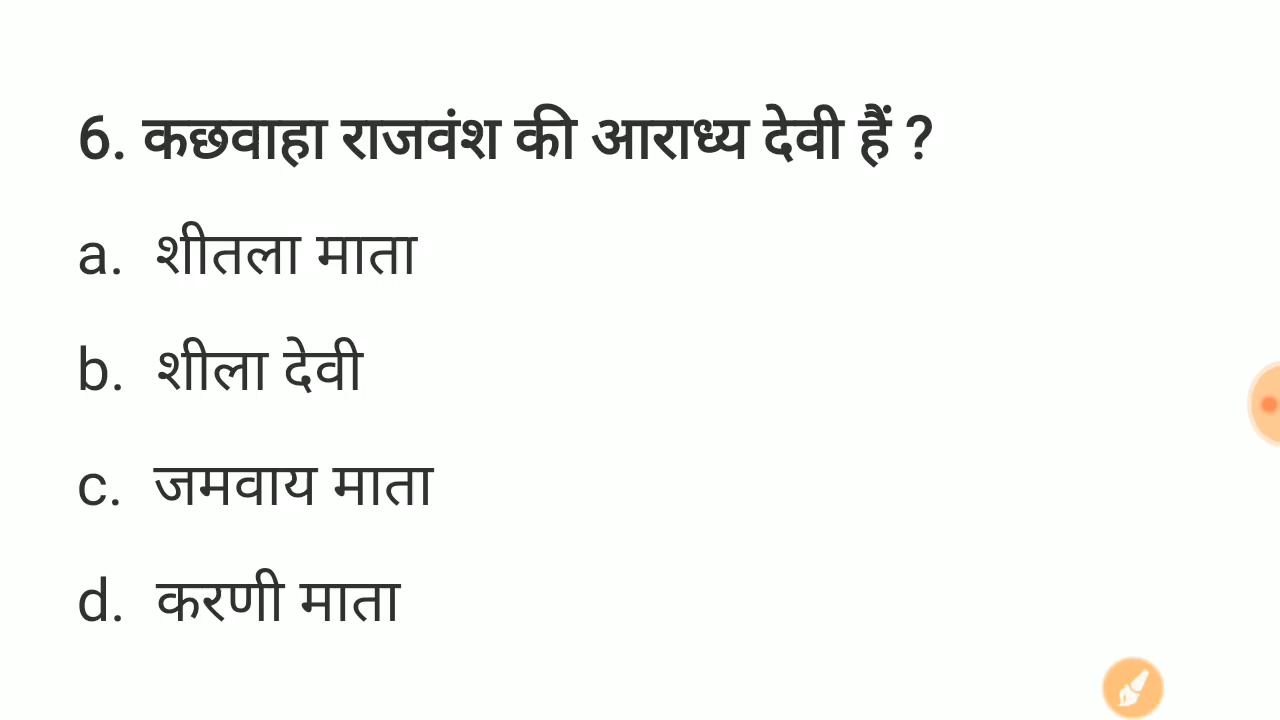 6. कछवाहा राजवंश की आराध्य देवी हैं ?
a. शीतला माता
b. शीला देवी
c. जमवाय माता
d. करणी माता